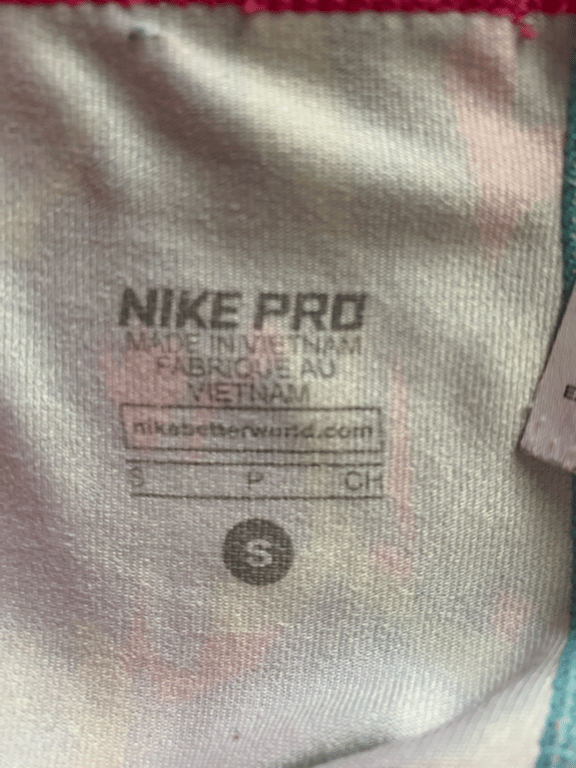 NIKE PRO
MADE IN VIETNAM
FABRIQUE AU
VIETNAM
nikebetterworld.com
S P CH
S